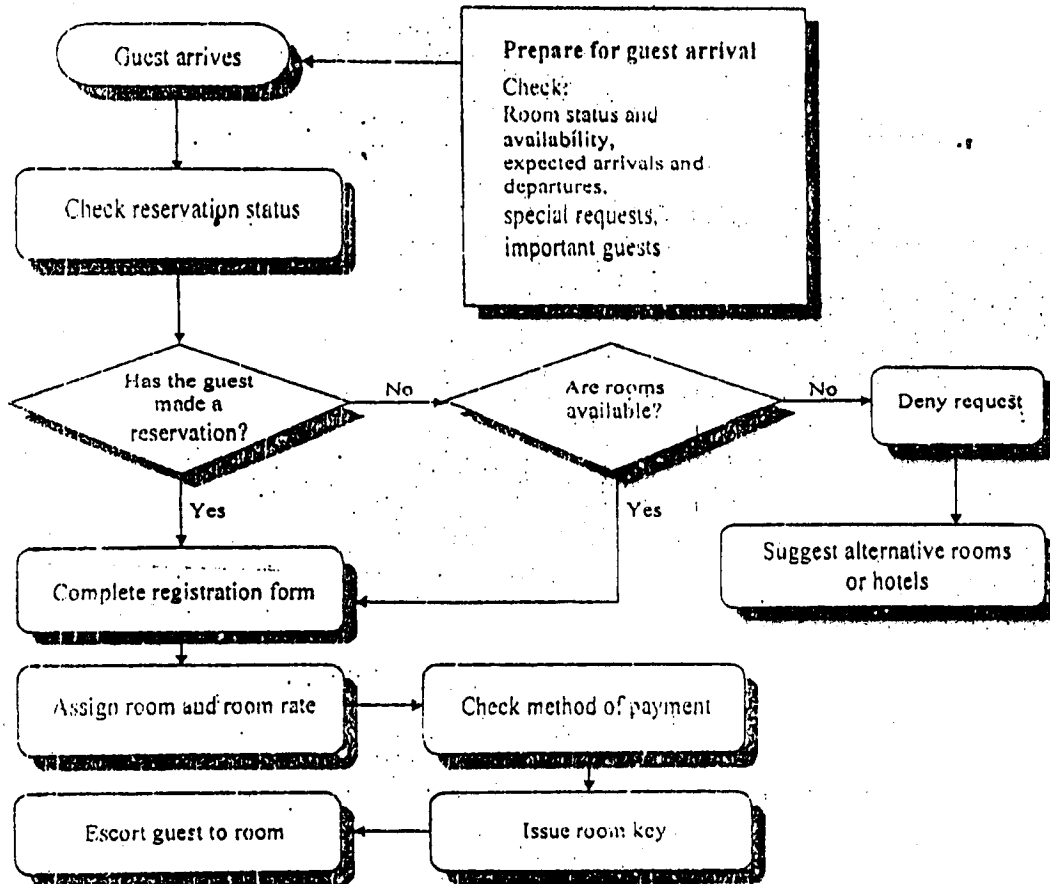 Guest arrives
Prepare for guest arrival
Check:
Room status and
availability,
expected arrivals and
departures,
special requests,
important guests
Check reservation status
Has the guest
made a
reservation?
No
Are rooms
available?
No
Deny request
Yes
Yes
Suggest alternative rooms
or hotels
Complete registration form
Assign room and room rate
Check method of payment
Escort guest to room
Issue room key